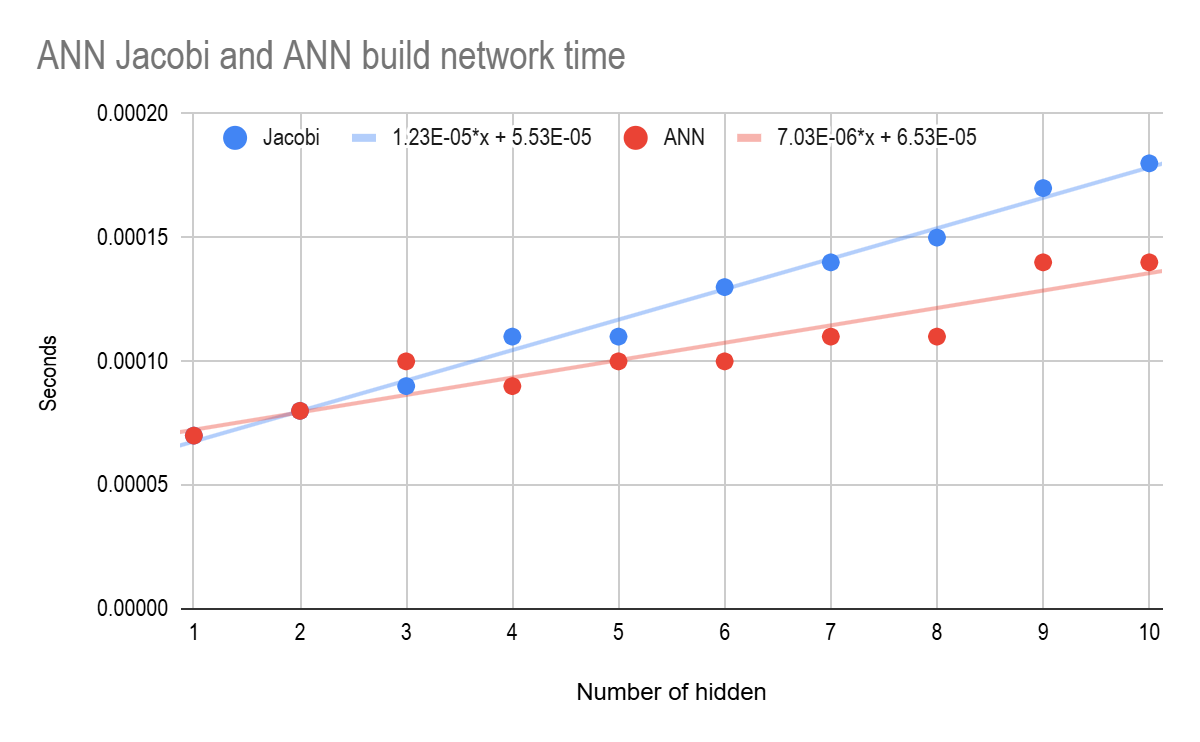 ANN Jacobi and ANN build network time
Jacobi 1.23E-05*x + 5.53E-05 ANN 7.03E-06*x + 6.53E-05
0.00020
0.00015
0.00010
0.00005
0.00000
Seconds
1 2 3 4 5 6 7 8 9 10
Number of hidden